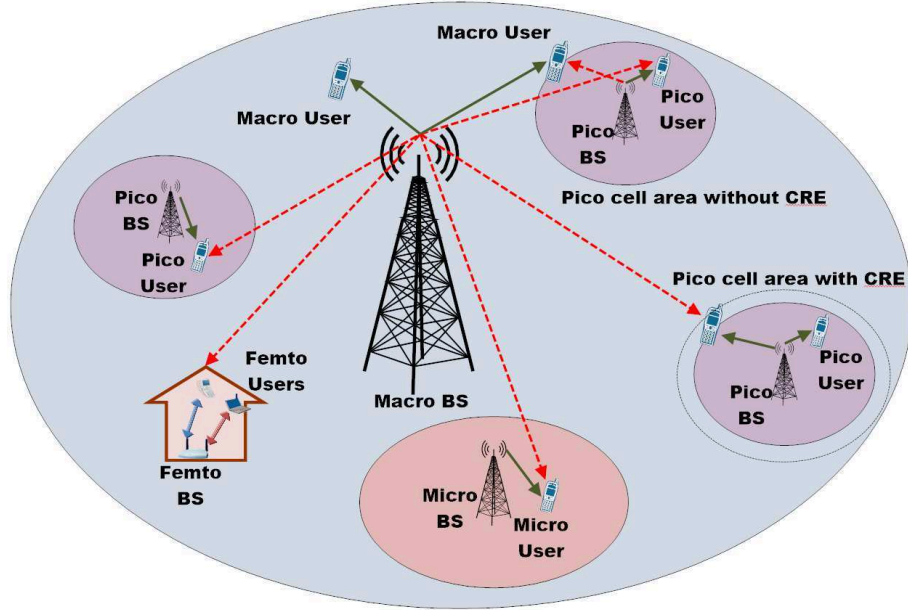 Macro User
Macro User
Pico
BS
Pico
User
Pico cell area without CRE
Pico
BS
Pico
User
Pico cell area with CRE
Pico
BS
Pico
User
Femto
Users
Femto
BS
Macro BS
Micro
BS
Micro
User